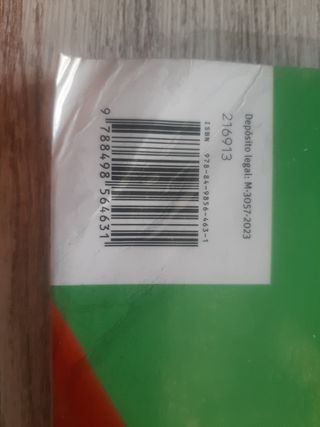 Depósito legal: M-3057-2023
216913
ISBN 978-84-9856-463-1
9 788498 564631